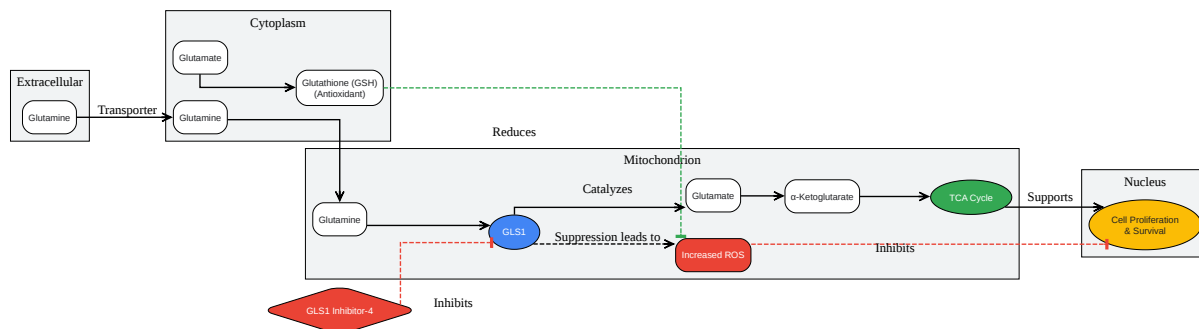 Cytoplasm
Glutamate
Glutathione (GSH)
(Antioxidant)
Extracellular
Glutamine
Transporter
Glutamine
Reduces
Mitochondrion
Glutamine
GLS1
Catalyzes
Glutamate
α-Ketoglutarate
TCA Cycle
Supports
Nucleus
Cell Proliferation
& Survival
Suppression leads to
Increased ROS
Inhibits
GLS1 Inhibitor-4
Inhibits